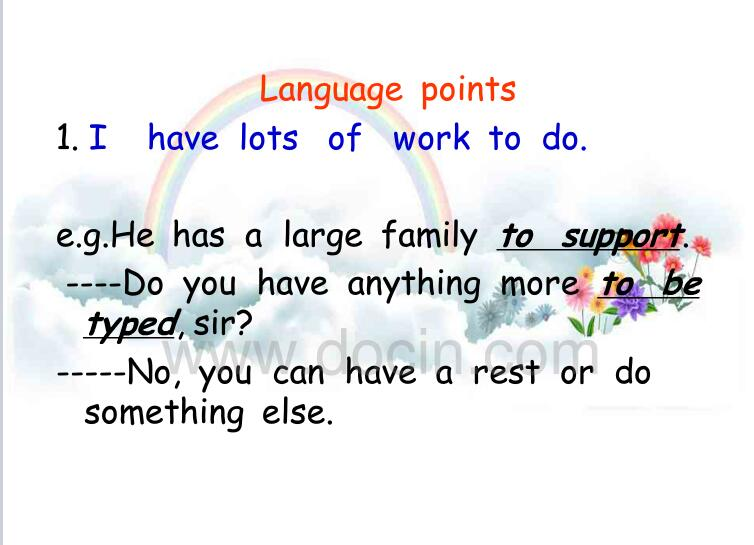 Language points
1. I have lots of work to do.
e.g.He has a large family to support.
----Do you have anything more to be
typed, sir?
www.docin.com
-----No, you can have a rest or do
something else.